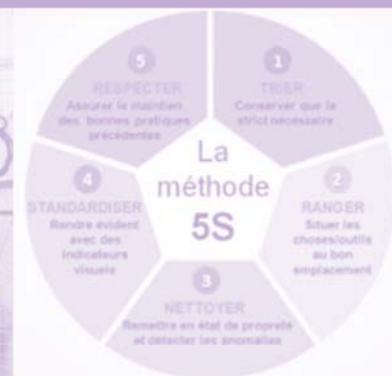 1
TRIER
Conserver que le
strict nécessaire
2
RANGER
Situer les
choses/outils
au bon
emplacement
3
NETTOYER
Remettre en état de propreté
et détecter les anomalies
4
STANDARDISER
Rendre évident
avec des
indicateurs
visuels
5
RESPECTER
Assurer le maintien
des bonnes pratiques
précédentes
La
méthode
5S